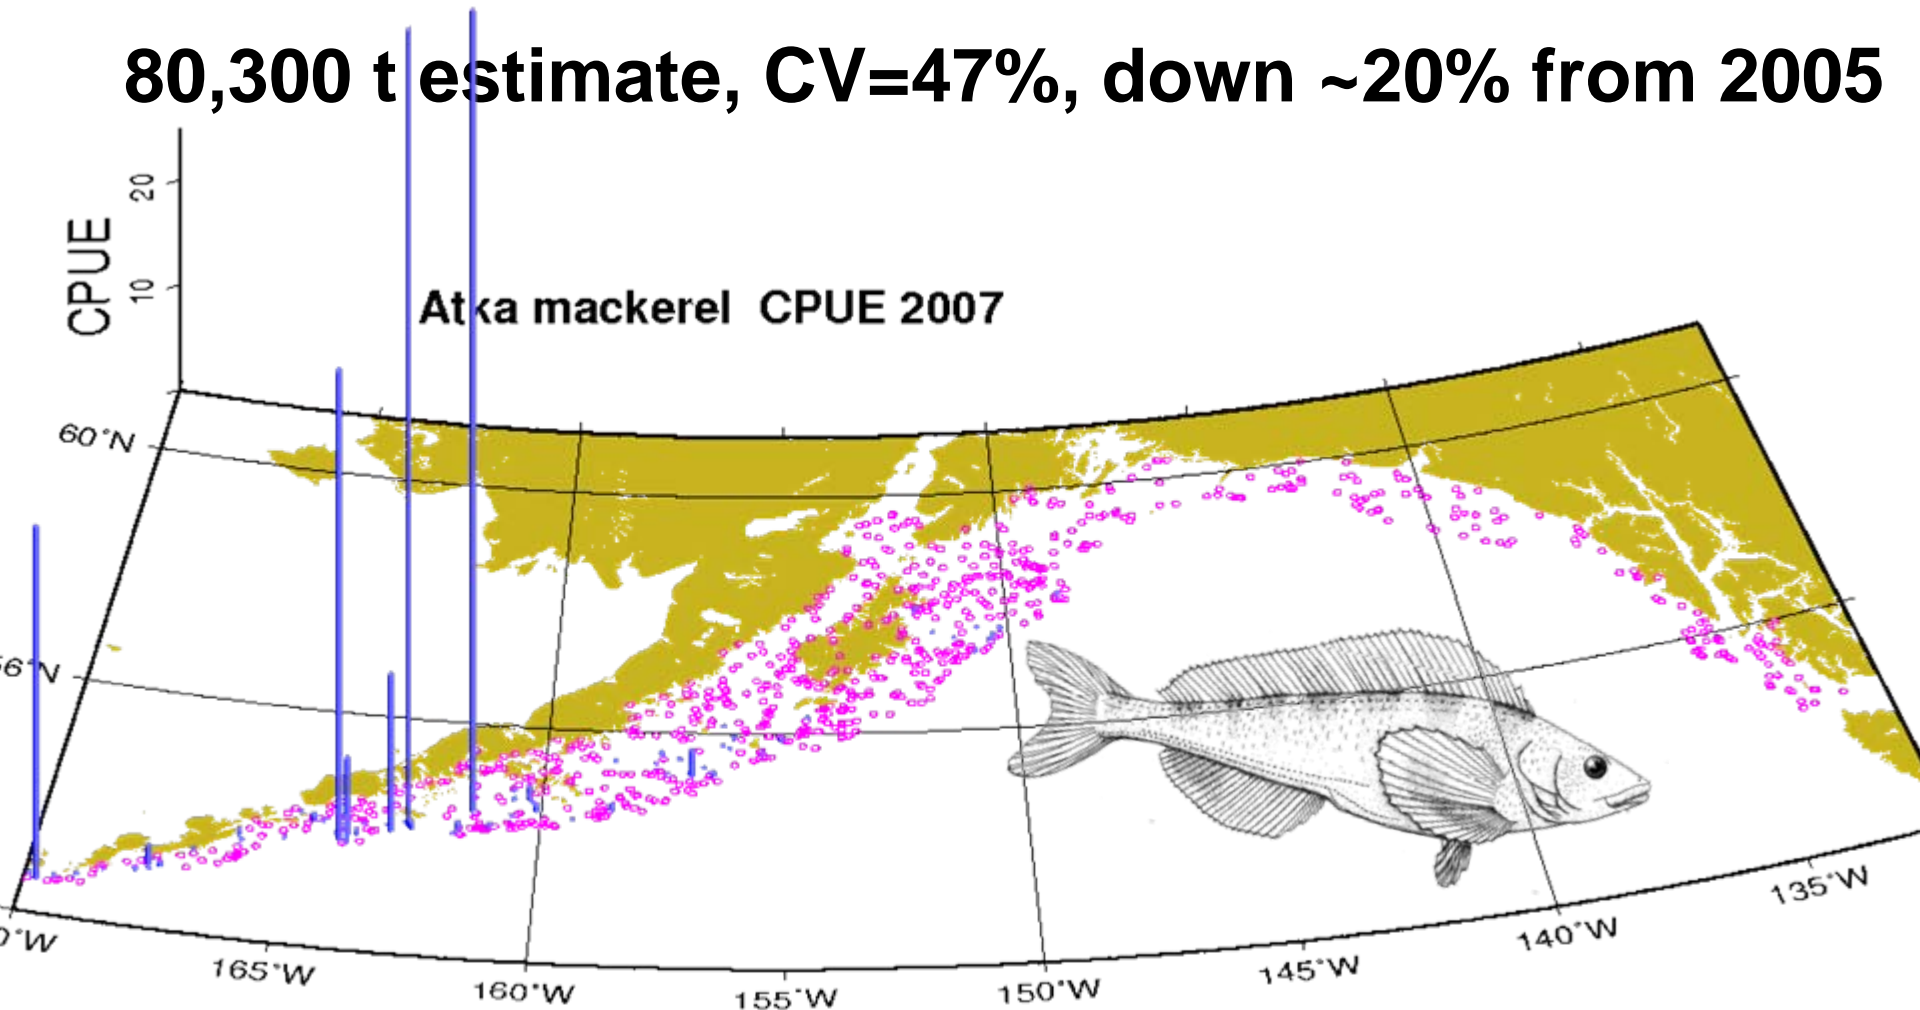 80,300 t estimate, CV=47%, down ~20% from 2005
20
10
CPUE
Atka mackerel CPUE 2007
60°N
56°N
0°W
165°W
160°W
155°W
150°W
145°W
140°W
135°W